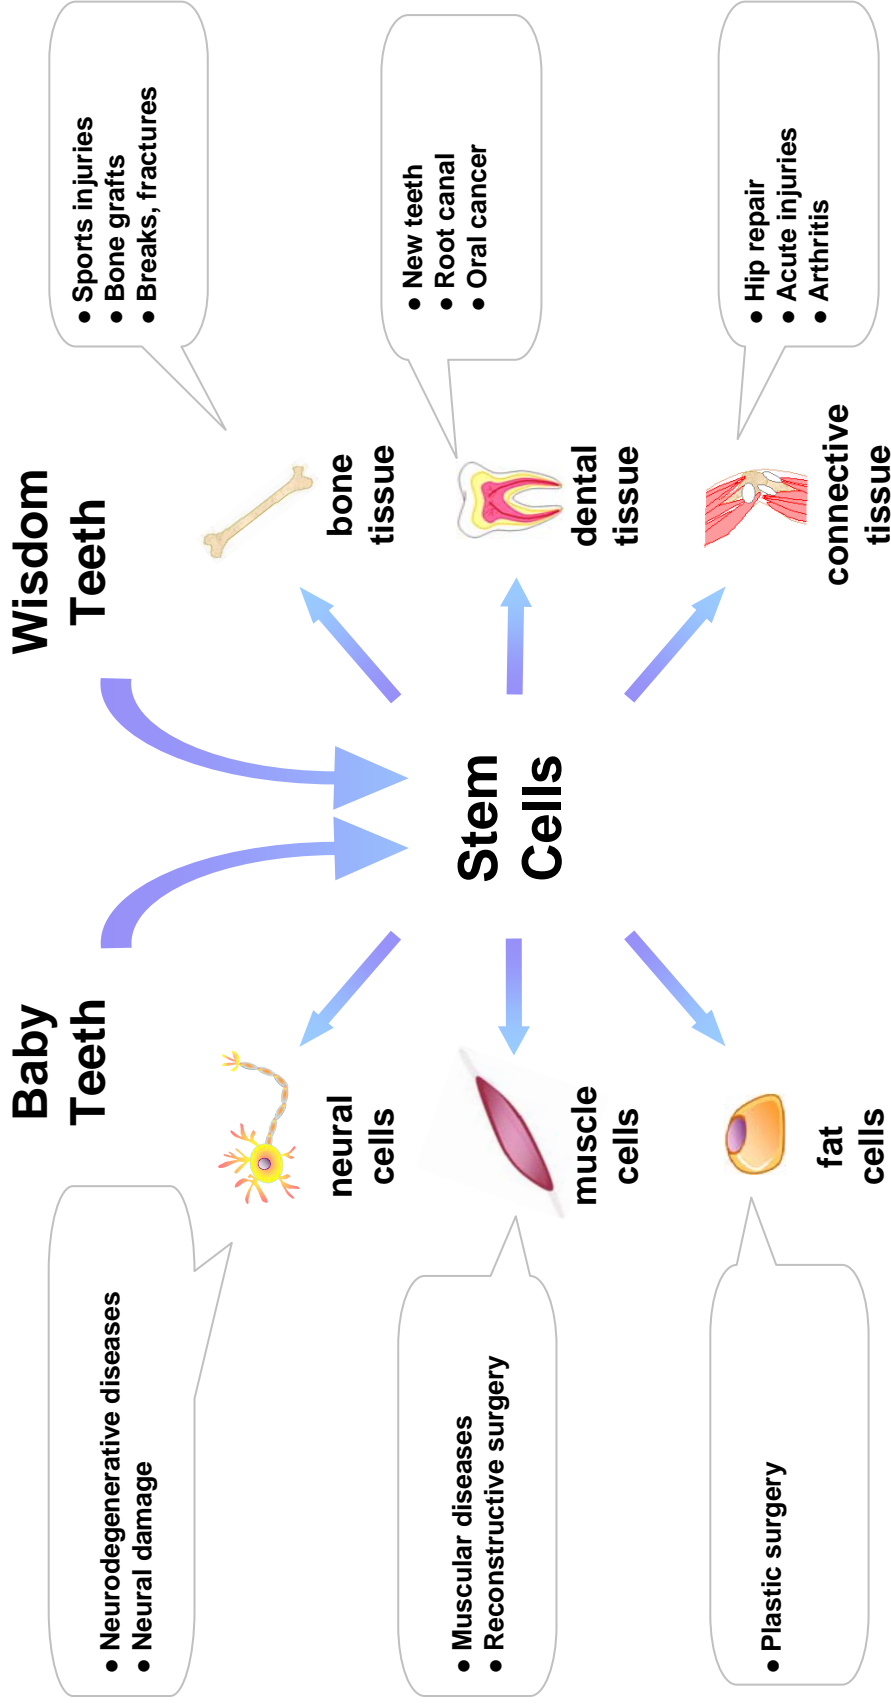 Baby
Teeth
Wisdom
Teeth
Stem
Cells
● Neurodegenerative diseases
● Neural damage
neural
cells
● Muscular diseases
● Reconstructive surgery
muscle
cells
● Plastic surgery
fat
cells
● Sports injuries
● Bone grafts
● Breaks, fractures
bone
tissue
● New teeth
● Root canal
● Oral cancer
dental
tissue
● Hip repair
● Acute injuries
● Arthritis
connective
tissue